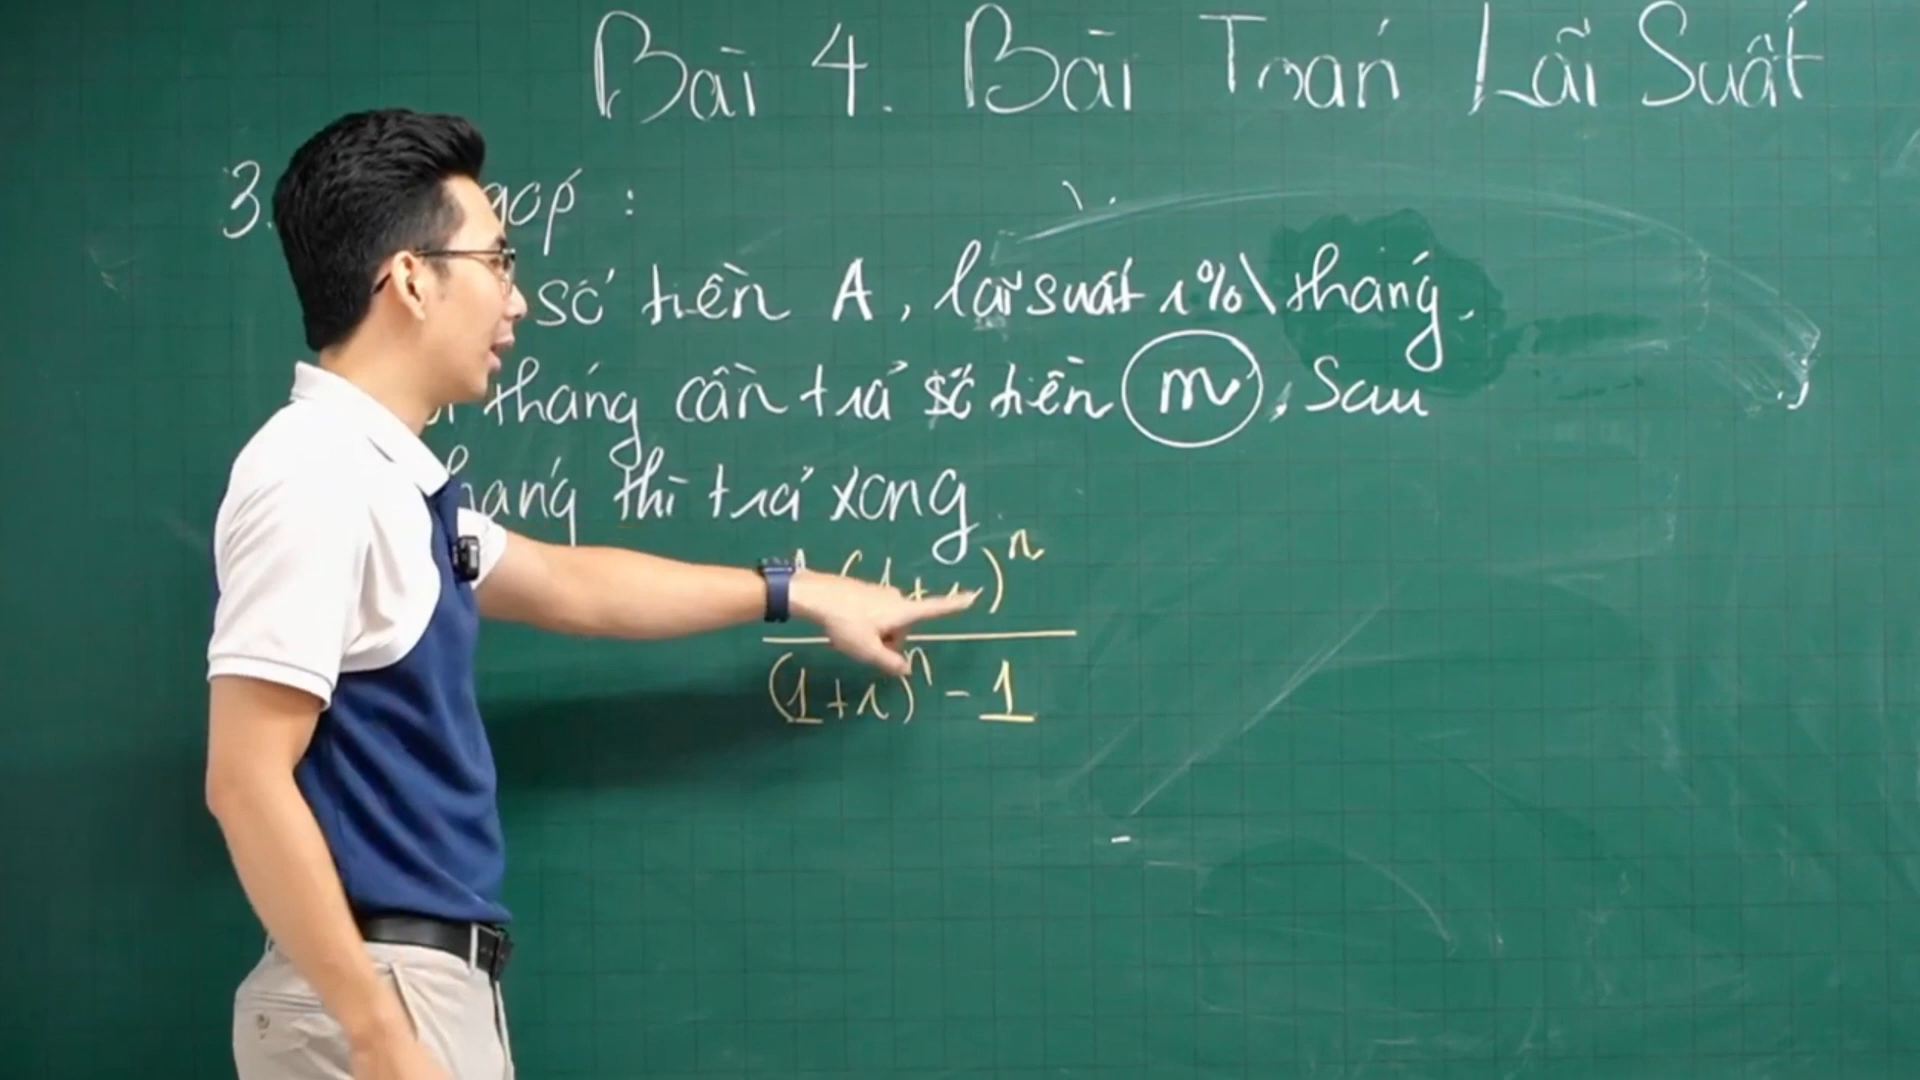 Bài 4. Bài Toán Lãi Suất
3. góp :
số tiền A, lãi suất r% \ tháng.
tháng cần trả số tiền m, Sau
tháng thì trả xong
(1+r)^n
(1+r)^n - 1